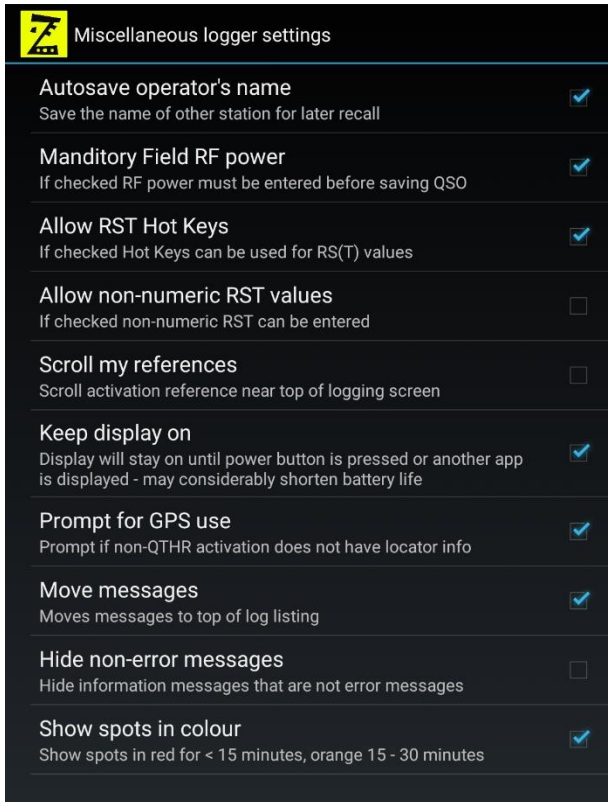 Miscellaneous logger settings
Autosave operator's name
Save the name of other station for later recall
Manditory Field RF power
If checked RF power must be entered before saving QSO
Allow RST Hot Keys
If checked Hot Keys can be used for RS(T) values
Allow non-numeric RST values
If checked non-numeric RST can be entered
Scroll my references
Scroll activation reference near top of logging screen
Keep display on
Display will stay on until power button is pressed or another app
is displayed - may considerably shorten battery life
Prompt for GPS use
Prompt if non-QTHR activation does not have locator info
Move messages
Moves messages to top of log listing
Hide non-error messages
Hide information messages that are not error messages
Show spots in colour
Show spots in red for < 15 minutes, orange 15 - 30 minutes